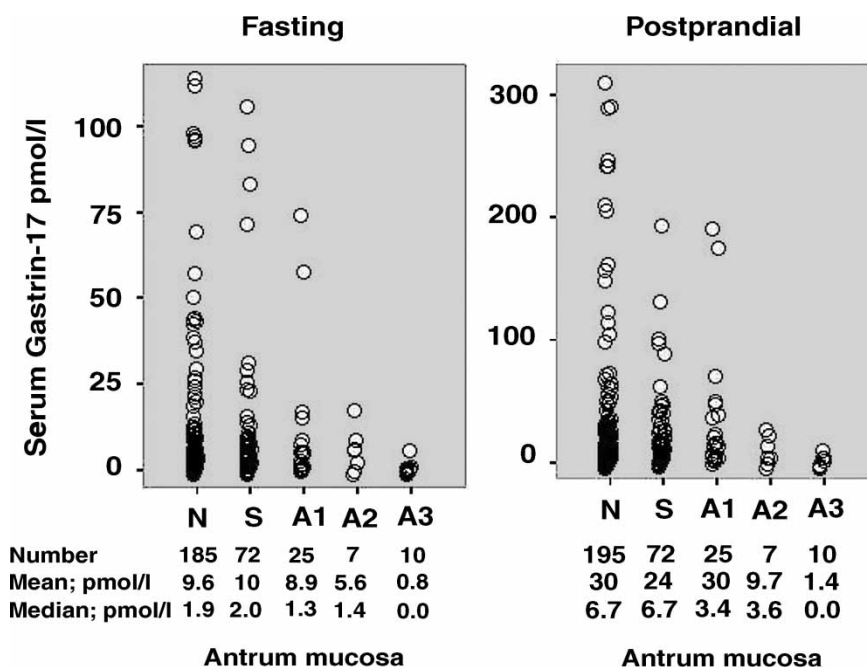 Fasting
Postprandial
Serum Gastrin-17 pmol/l
100
75
50
25
0
300
200
100
0
N S A1 A2 A3
N S A1 A2 A3
Number 185 72 25 7 10
195 72 25 7 10
Mean; pmol/l 9.6 10 8.9 5.6 0.8
30 24 30 9.7 1.4
Median; pmol/l 1.9 2.0 1.3 1.4 0.0
6.7 6.7 3.4 3.6 0.0
Antrum mucosa
Antrum mucosa